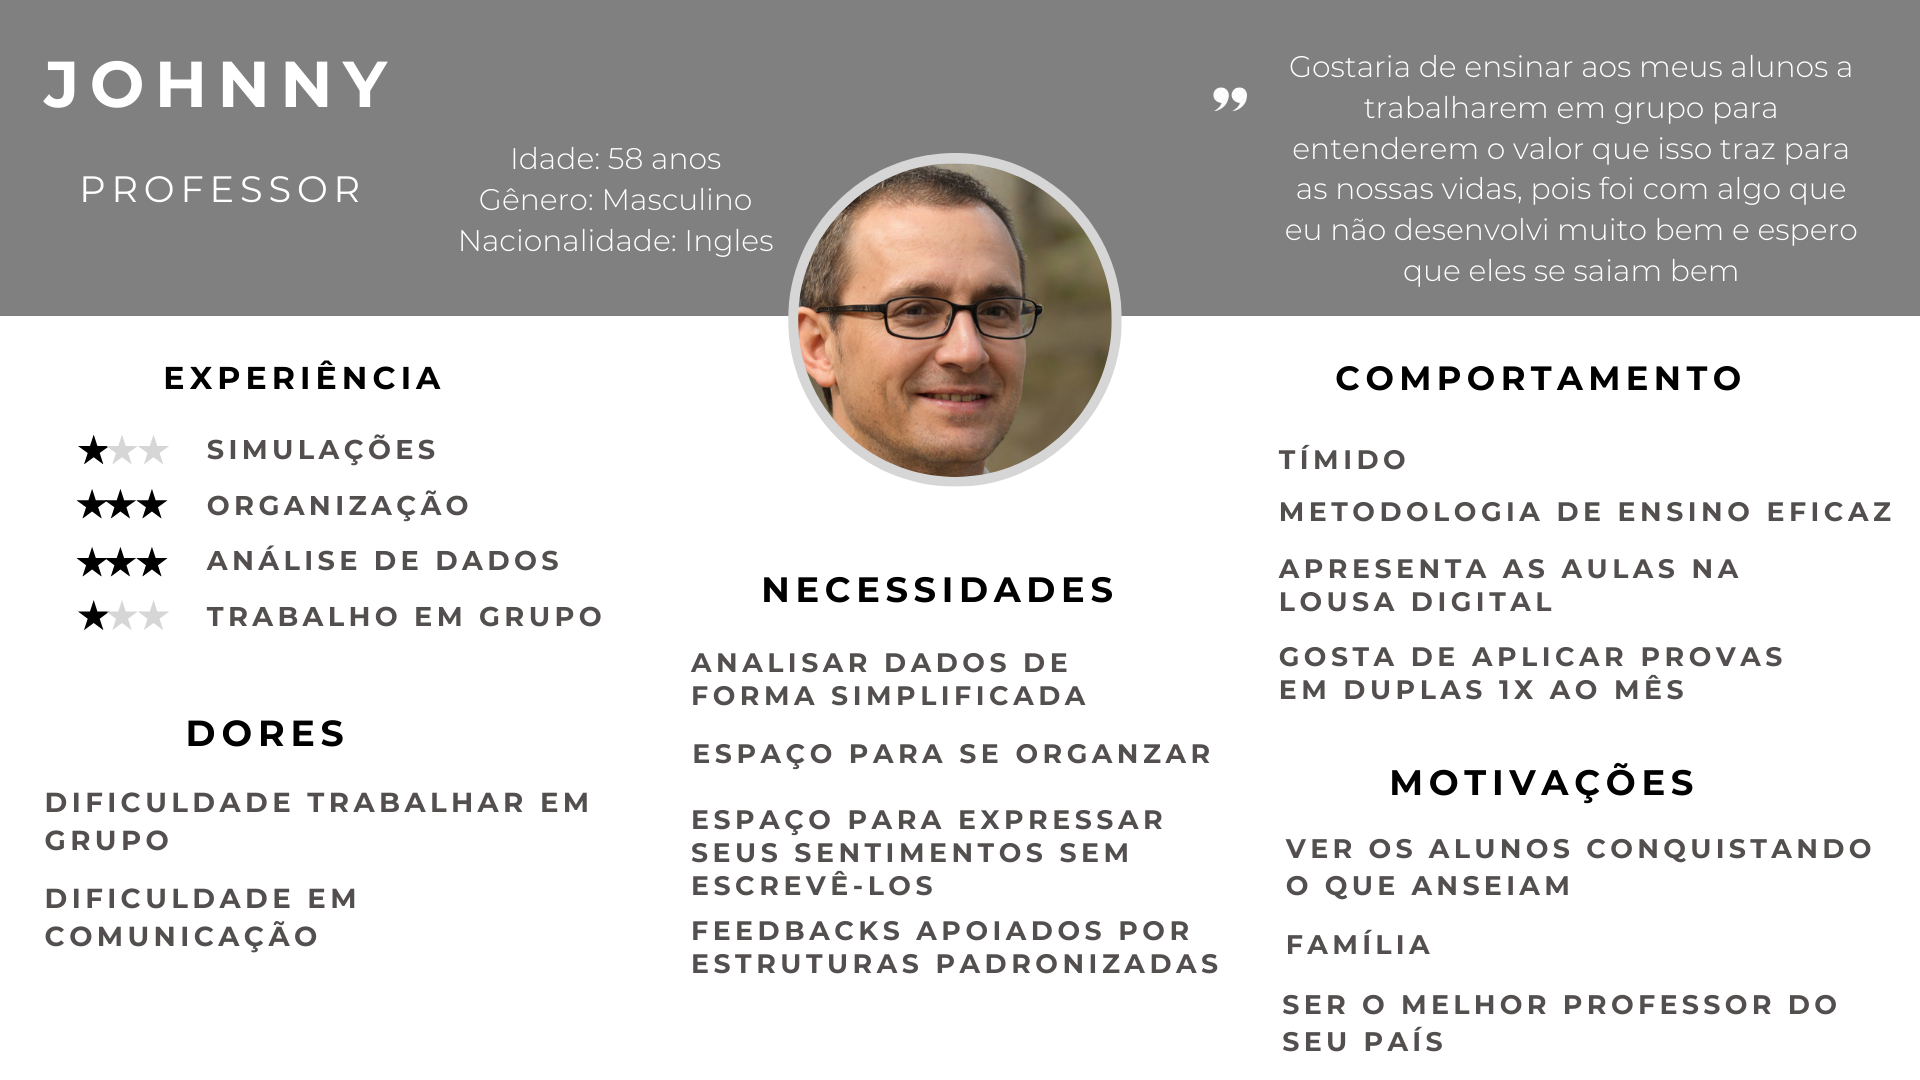 JOHNNY
PROFESSOR
Idade: 58 anos
Gênero: Masculino
Nacionalidade: Ingles
”
Gostaria de ensinar aos meus alunos a
trabalharem em grupo para
entenderem o valor que isso traz para
as nossas vidas, pois foi com algo que
eu não desenvolvi muito bem e espero
que eles se saiam bem
EXPERIÊNCIA
SIMULAÇÕES
ORGANIZAÇÃO
ANÁLISE DE DADOS
TRABALHO EM GRUPO
DORES
DIFICULDADE TRABALHAR EM
GRUPO
DIFICULDADE EM
COMUNICAÇÃO
NECESSIDADES
ANALISAR DADOS DE
FORMA SIMPLIFICADA
ESPAÇO PARA SE ORGANZAR
ESPAÇO PARA EXPRESSAR
SEUS SENTIMENTOS SEM
ESCREVÊ-LOS
FEEDBACKS APOIADOS POR
ESTRUTURAS PADRONIZADAS
COMPORTAMENTO
TÍMIDO
METODOLOGIA DE ENSINO EFICAZ
APRESENTA AS AULAS NA
LOUSA DIGITAL
GOSTA DE APLICAR PROVAS
EM DUPLAS 1X AO MÊS
MOTIVAÇÕES
VER OS ALUNOS CONQUISTANDO
O QUE ANSEIAM
FAMÍLIA
SER O MELHOR PROFESSOR DO
SEU PAÍS